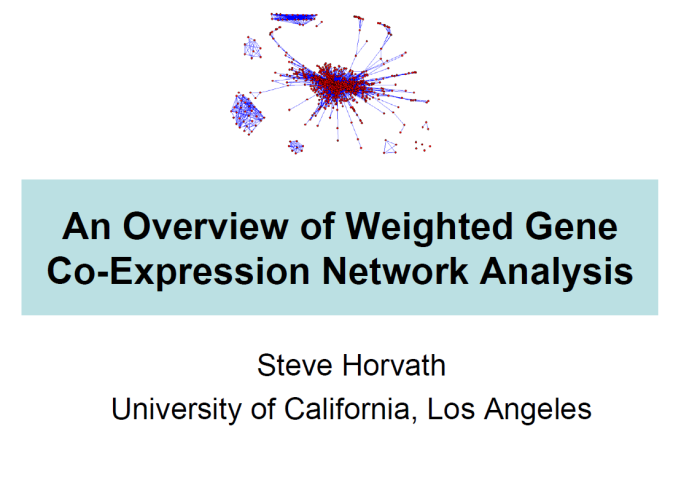 An Overview of Weighted Gene
Co-Expression Network Analysis
Steve Horvath
University of California, Los Angeles